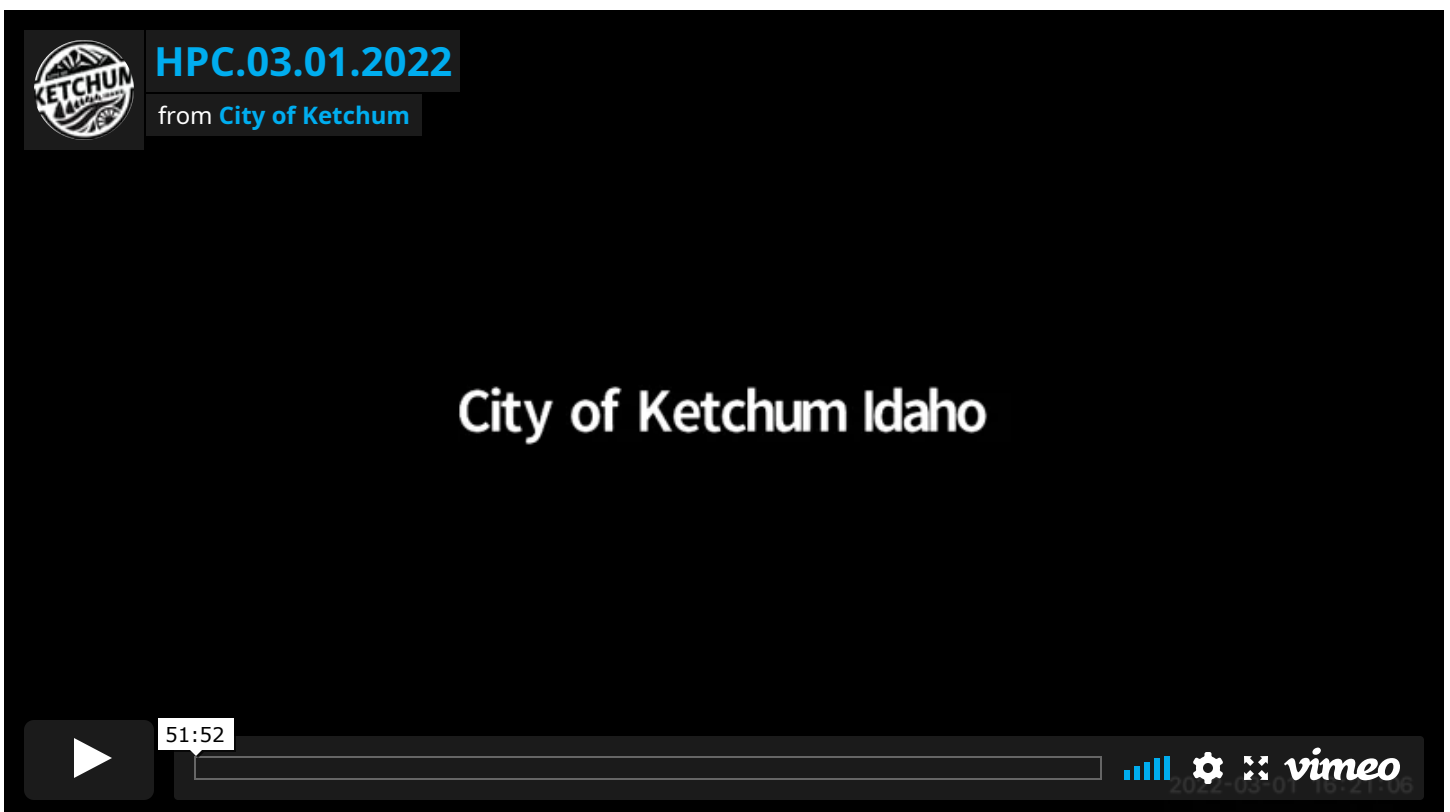 KETCHUM
HPC.03.01.2022
from City of Ketchum
City of Ketchum Idaho
51:52
vimeo
2022-03-01 16:21:06